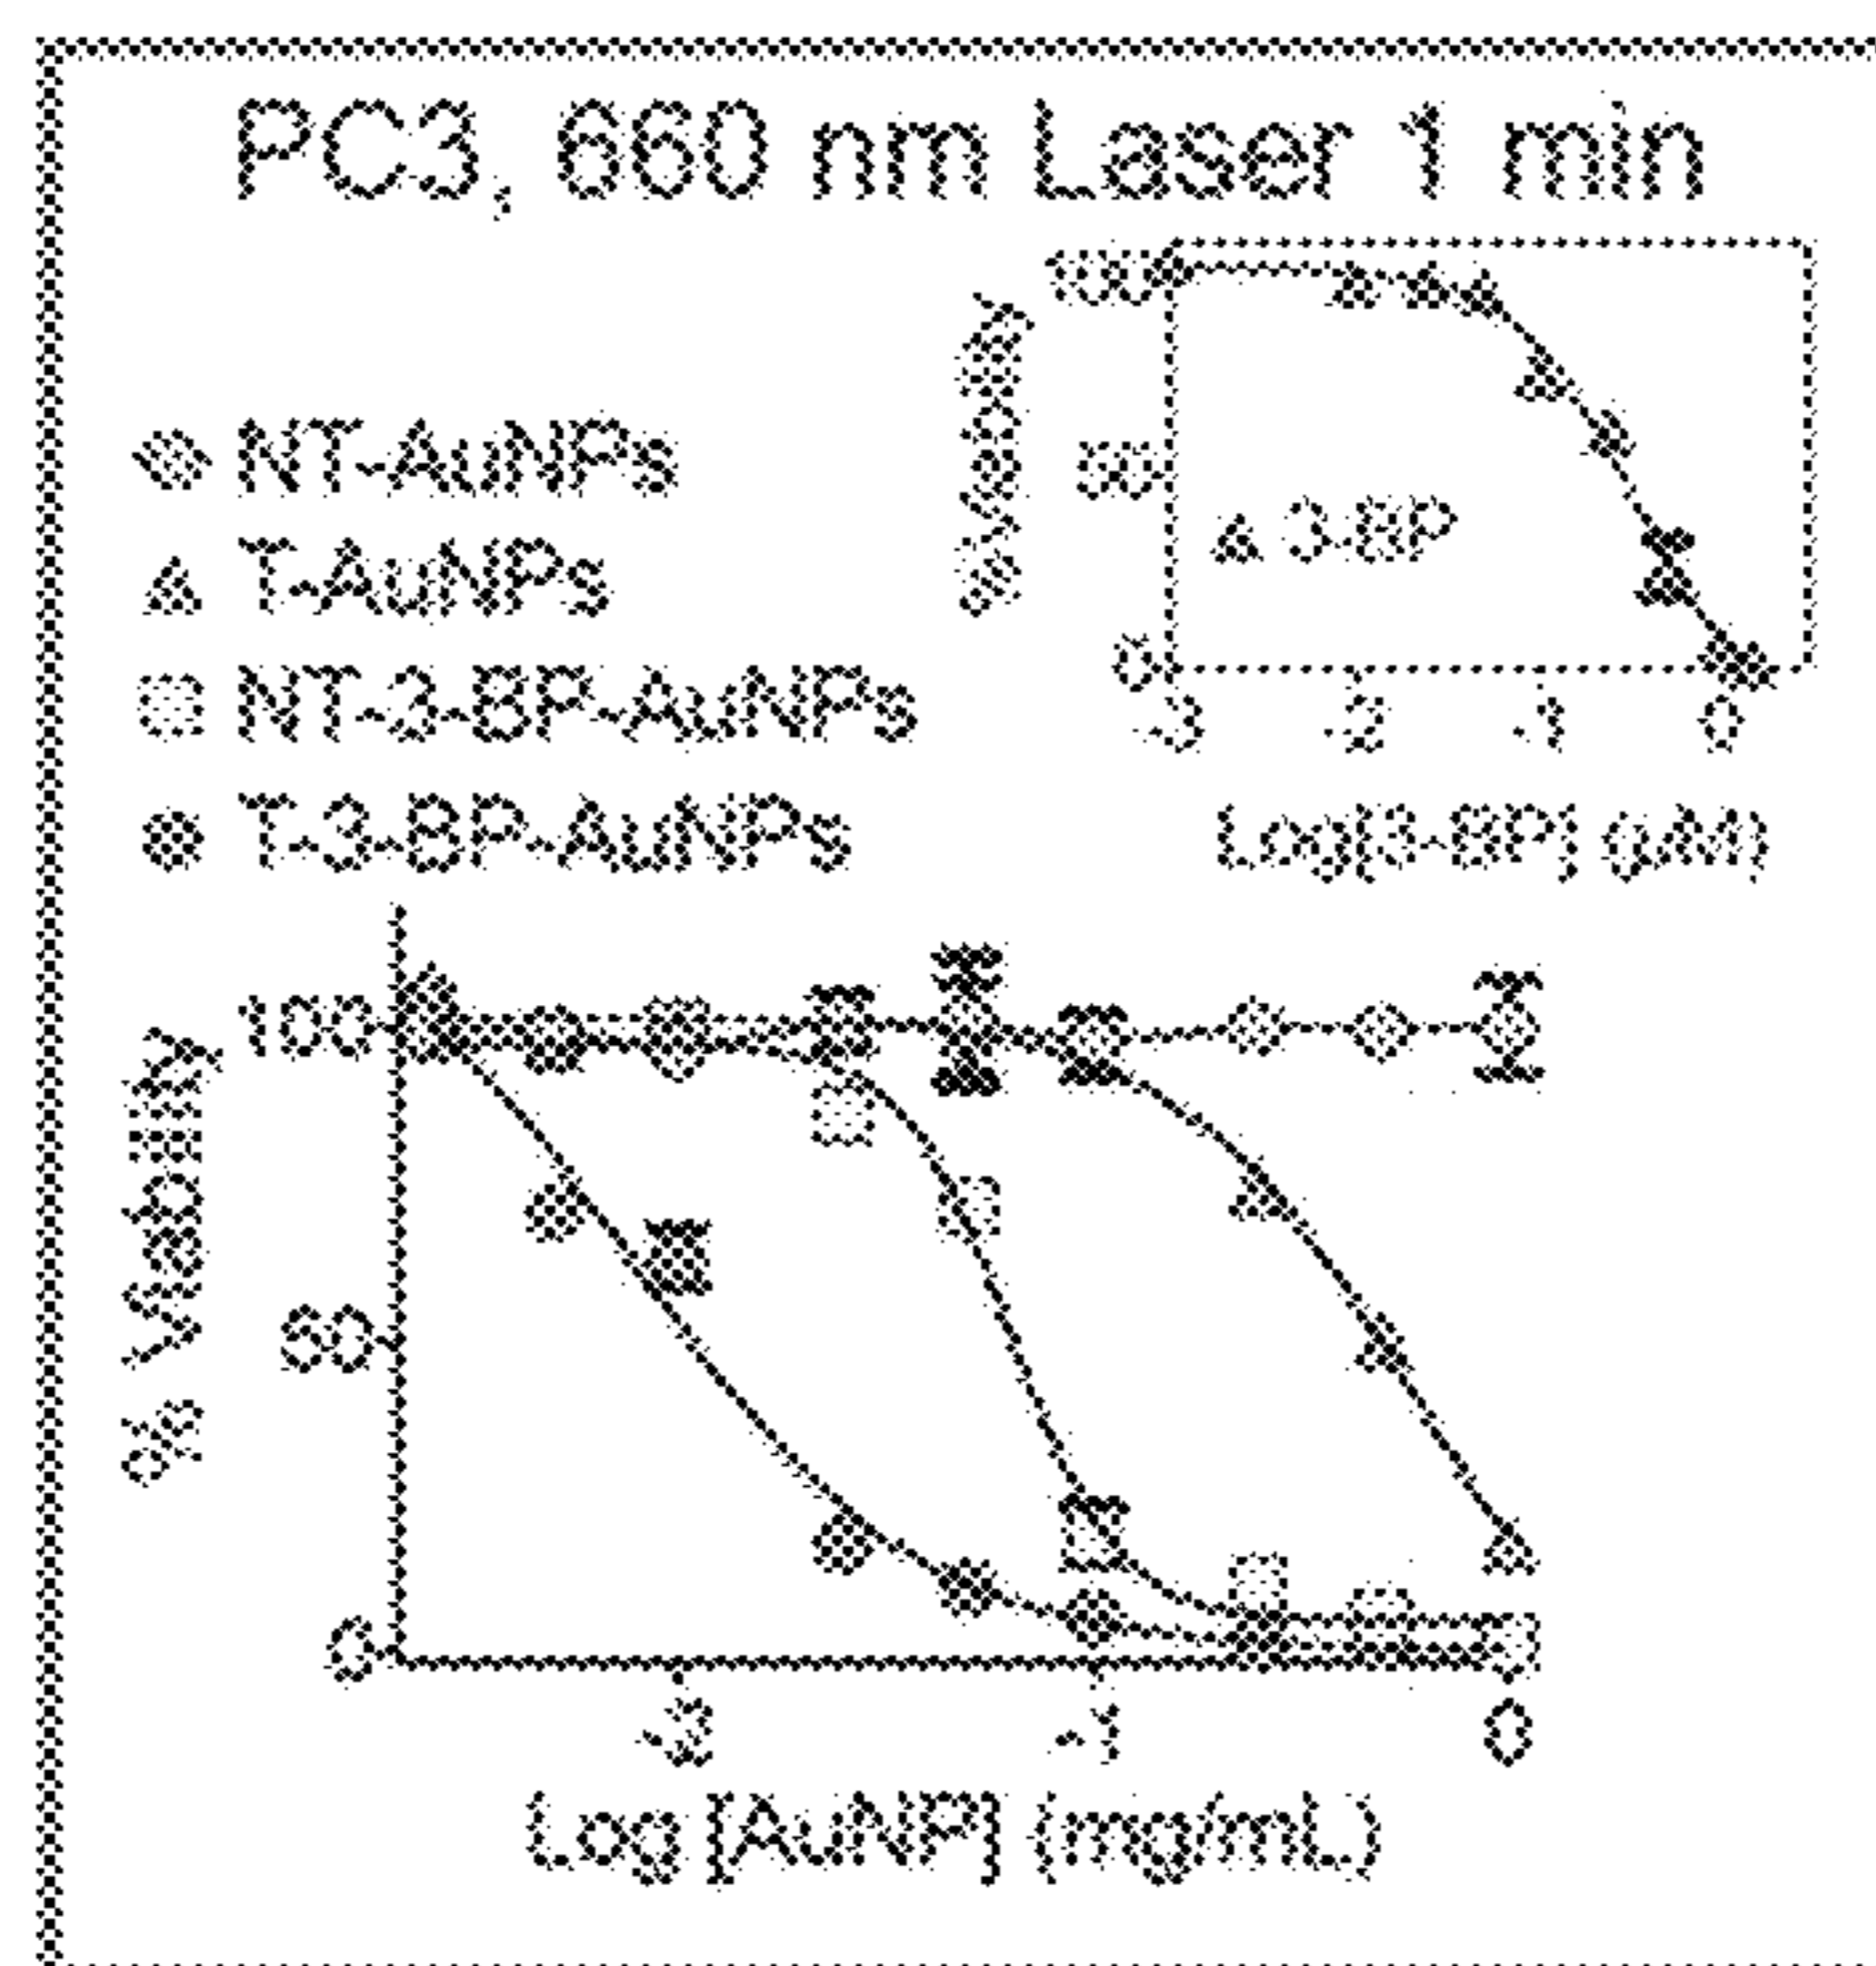 PC3, 660 nm Laser 1 min
NT-AuNPs
T-AuNPs
NT-3-BP-AuNPs
T-3-BP-AuNPs
% Viability
100
50
0
3-BP
-3 -2 -1 0
Log[3-BP] (μM)
% Viability
100
50
0
-3 -1 0
Log [AuNP] (mg/mL)